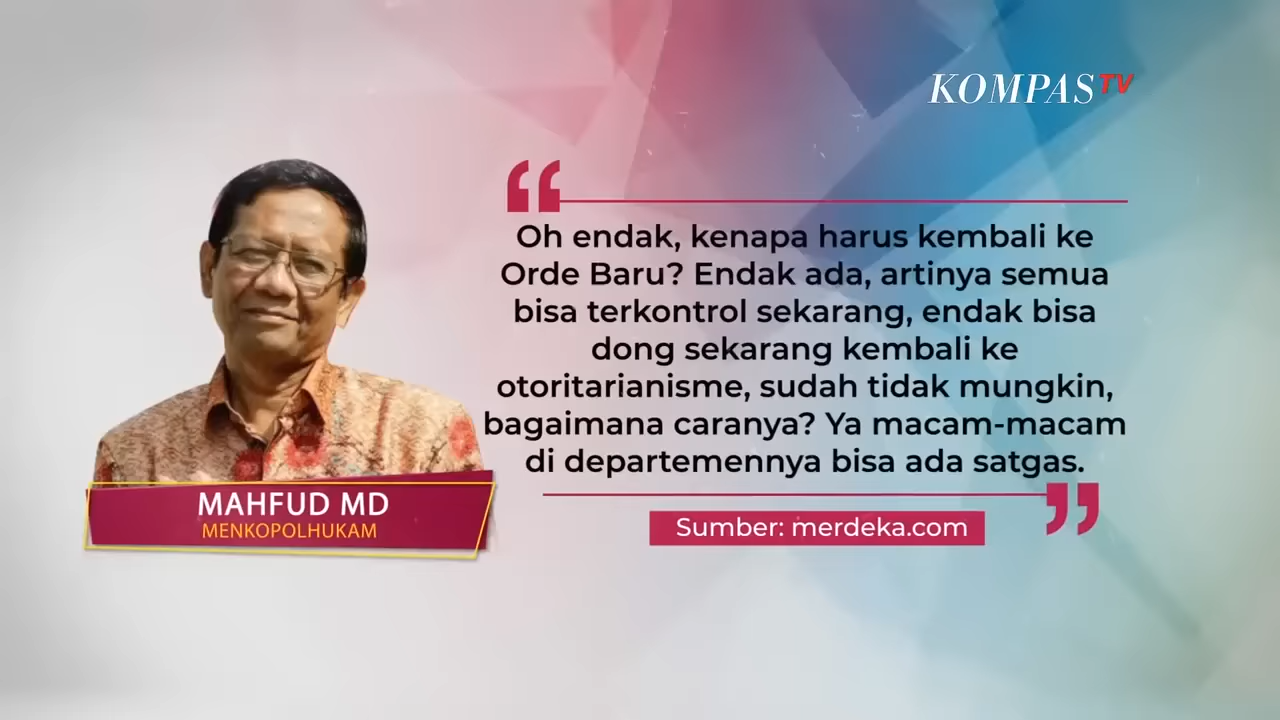 KOMPASTV
Oh endak, kenapa harus kembali ke
Orde Baru? Endak ada, artinya semua
bisa terkontrol sekarang, endak bisa
dong sekarang kembali ke
otoritarianisme, sudah tidak mungkin,
bagaimana caranya? Ya macam-macam
di departemennya bisa ada satgas.
MAHFUD MD
MENKOPOLHUKAM
Sumber: merdeka.com